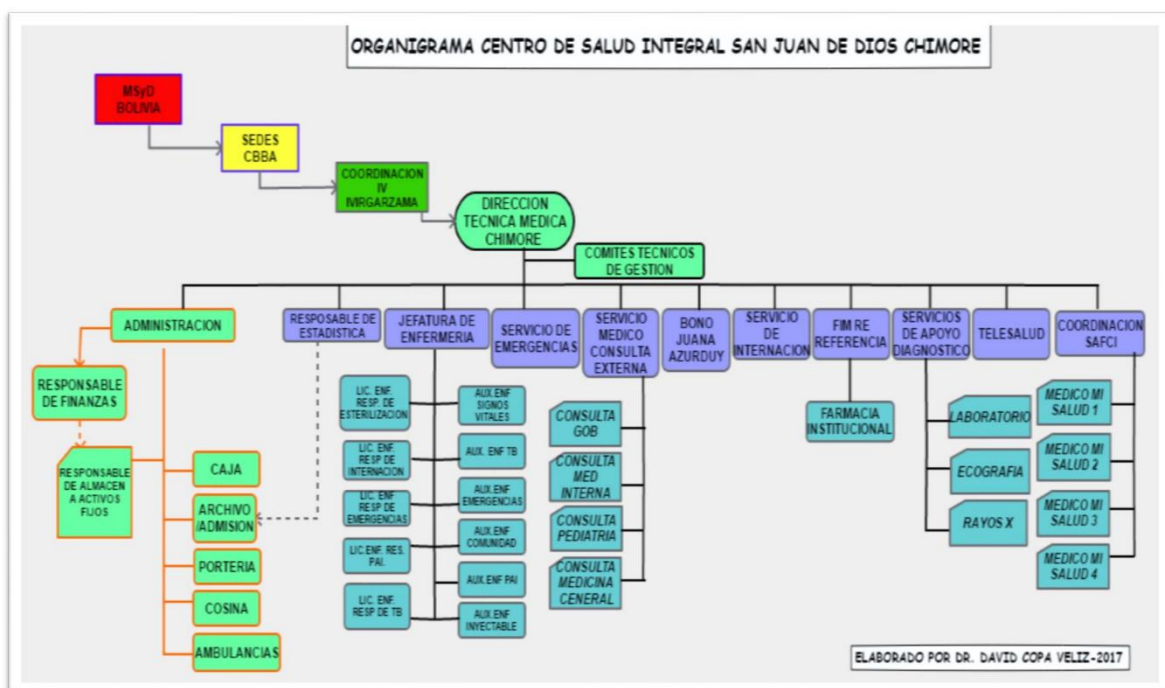 ORGANIGRAMA CENTRO DE SALUD INTEGRAL SAN JUAN DE DIOS CHIMORE
MSyD
BOLIVIA
SEDES
CBBA
COORDINACION
IV
IVIRGARZAMA
DIRECCION
TECNICA MEDICA
CHIMORE
COMITES TECNICOS
DE GESTION
ADMINISTRACION
RESPOSABLE DE
ESTADISTICA
JEFATURA DE
ENFERMERIA
SERVICIO DE
EMERGENCIAS
SERVICIO
MEDICO
CONSULTA
EXTERNA
BONO
JUANA
AZURDUY
SERVICIO
DE
INTERNACION
FIM RE
REFERENCIA
SERVICIOS
DE APOYO
DIAGNOSTICO
TELESALUD
COORDINACION
SAFCI
RESPONSABLE
DE FINANZAS
RESPONSABLE
DE ALMACEN
A ACTIVOS
FIJOS
CAJA
ARCHIVO
/ADMISION
PORTERIA
COSINA
AMBULANCIAS
LIC. ENF.
RESP. DE
ESTERILIZACION
LIC. ENF.
RESP DE
INTERNACION
LIC. ENF
RESP DE
EMERGENCIAS
LIC.ENF. RES.
PAI.
LIC. ENF.
RESP DE TB
AUX.ENF
SIGNOS
VITALES
AUX. ENF TB
AUX.ENF
EMERGENCIAS
AUX.ENF
COMUNIDAD
AUX.ENF PAI
AUX.ENF
INYECTABLE
CONSULTA
GOB
CONSULTA
MED
INTERNA
CONSULTA
PEDIATRIA
CONSULTA
MEDICINA
CENERAL
FARMACIA
INSTITUCIONAL
LABORATORIO
ECOGRAFIA
RAYOS X
MEDICO MI
SALUD 1
MEDICO MI
SALUD 2
MEDICO MI
SALUD 3
MEDICO MI
SALUD 4
ELABORADO POR DR. DAVID COPA VELIZ-2017